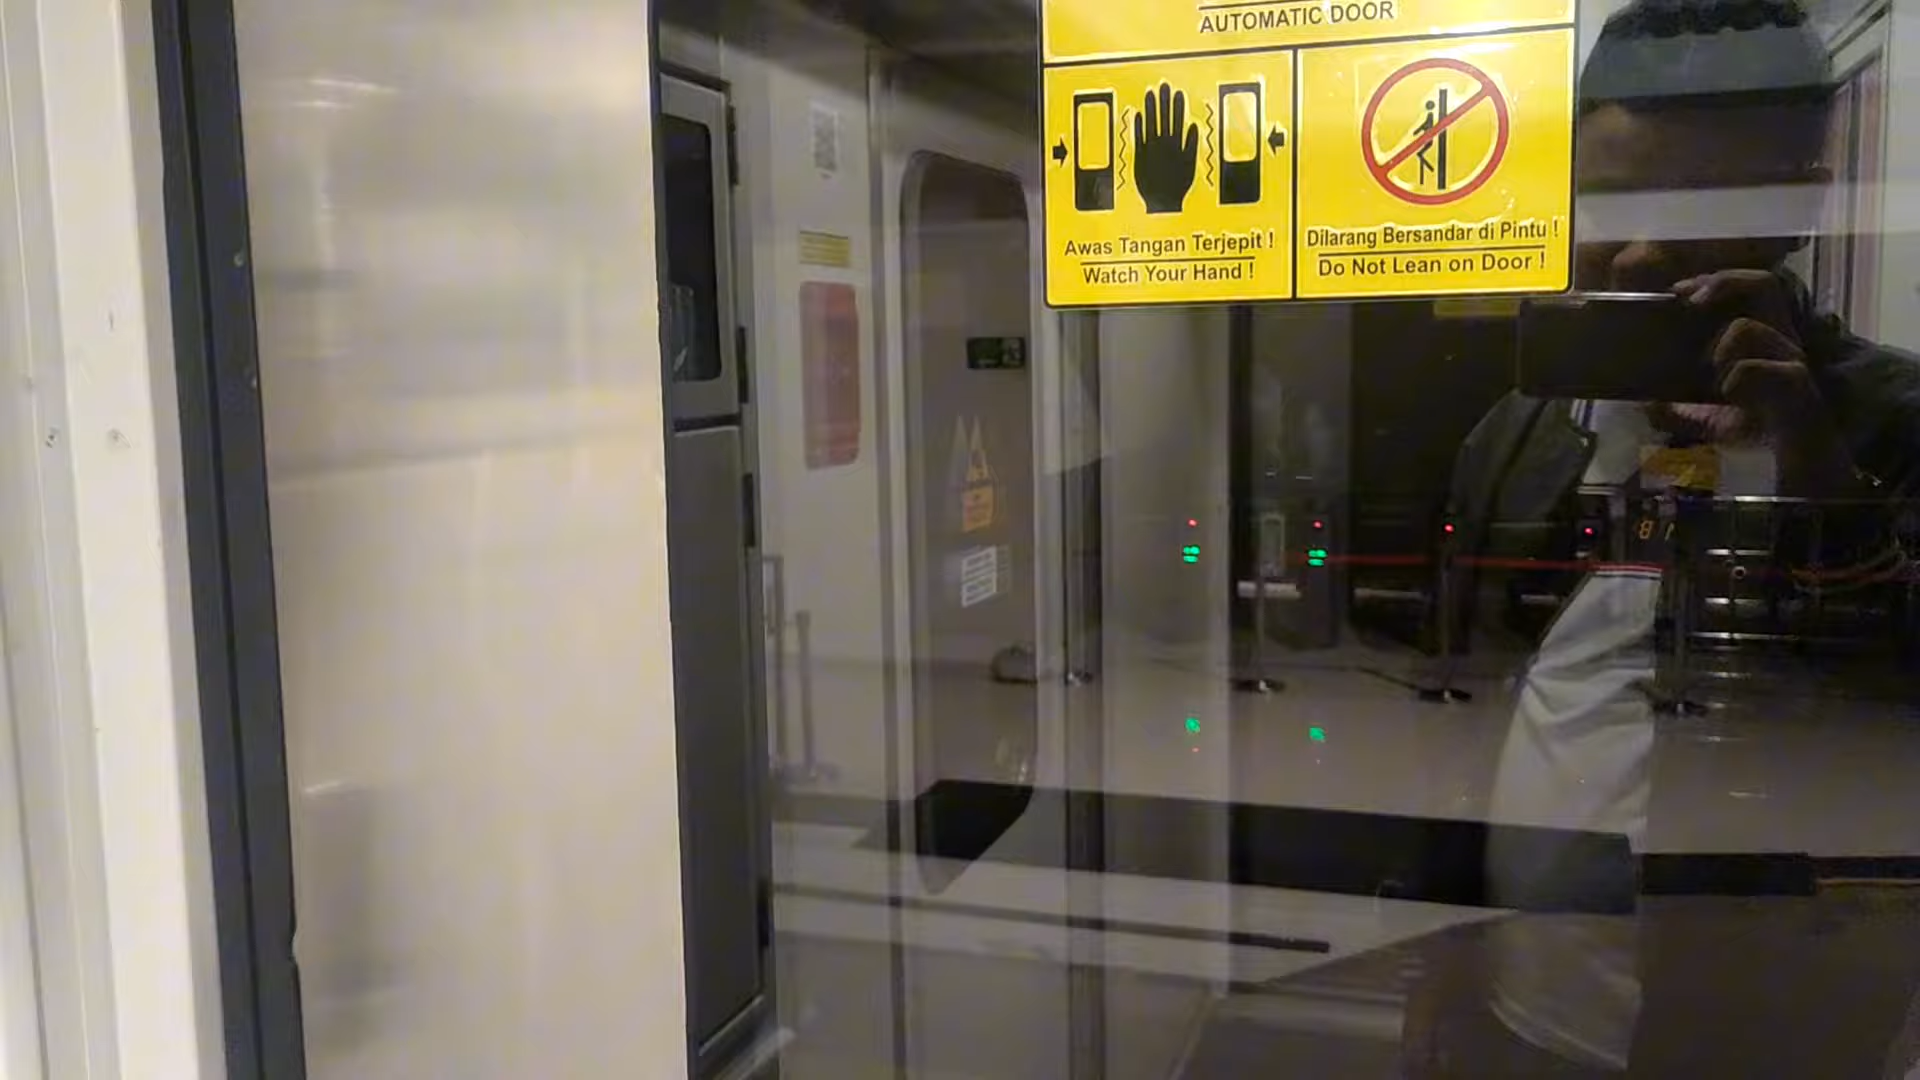 AUTOMATIC DOOR
Awas Tangan Terjepit !
Watch Your Hand !
Dilarang Bersandar di Pintu !
Do Not Lean on Door !